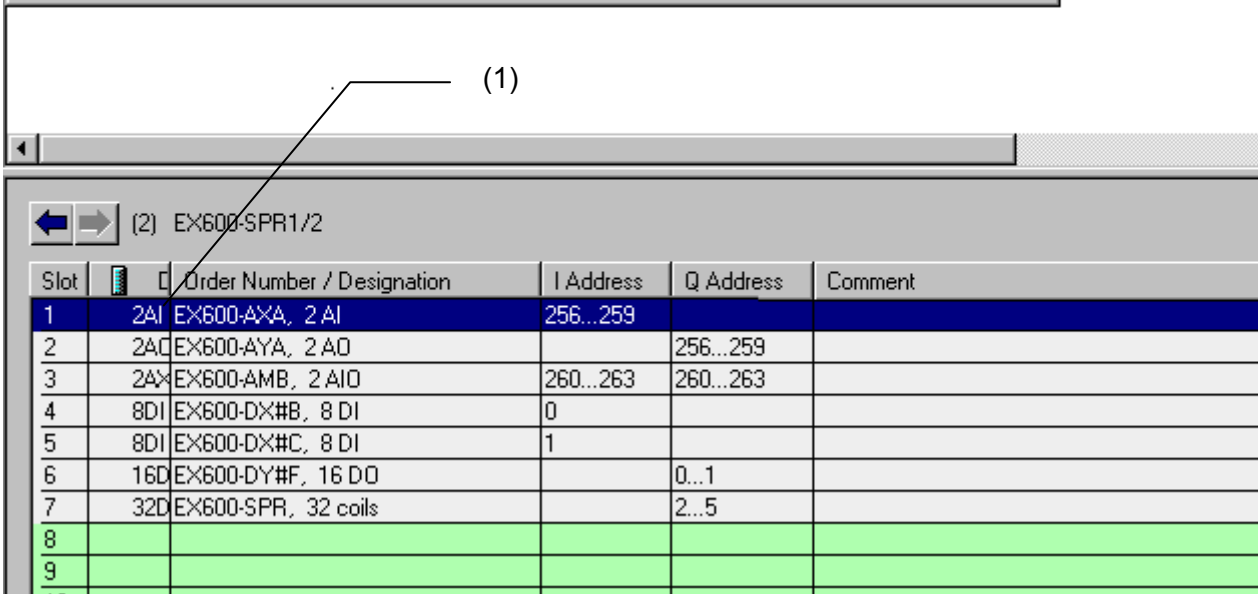 (1)
(2) EX600-SPR1/2
Slot D Order Number / Designation I Address Q Address Comment
1 2AI EX600-AXA, 2 AI 256...259
2 2AO EX600-AYA, 2 AO 256...259
3 2AX EX600-AMB, 2 AIO 260...263 260...263
4 8DI EX600-DX#B, 8 DI 0
5 8DI EX600-DX#C, 8 DI 1
6 16D EX600-DY#F, 16 DO 0...1
7 32D EX600-SPR, 32 coils 2...5
8
9